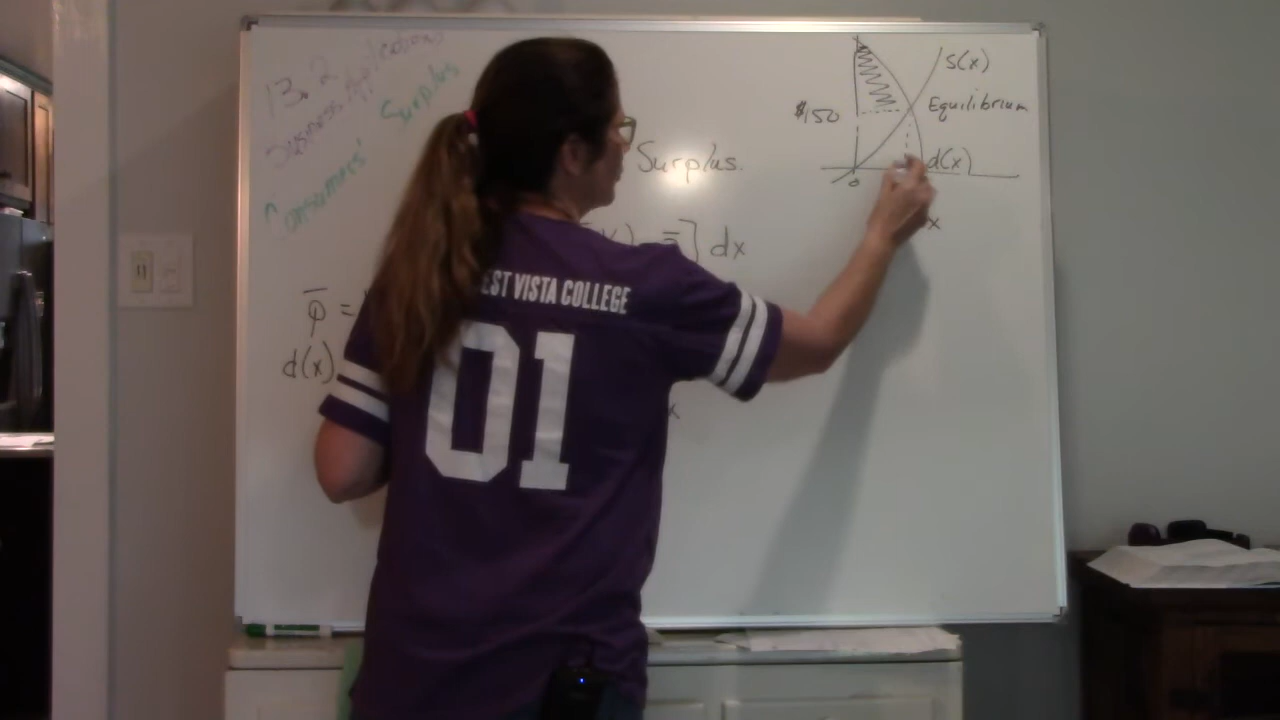 13.2
Business Applications
Surplus
Consumers'
Surplus.
] dx
p̄ =
d(x)
x
S(x)
$150
Equilibrium
d(x)
0
x
EST VISTA COLLEGE
01